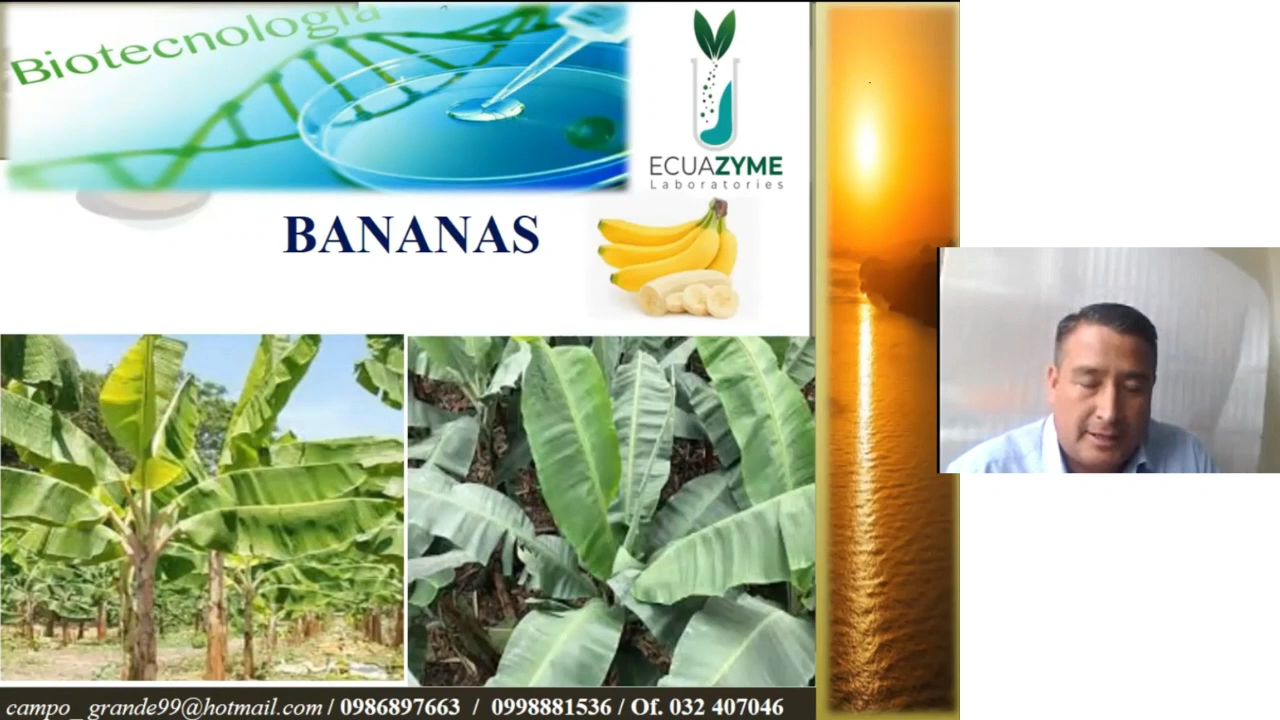 Biotecnología
ECUAZYME
Laboratories
BANANAS
campo_grande99@hotmail.com / 0986897663 / 0998881536 / Of. 032 407046